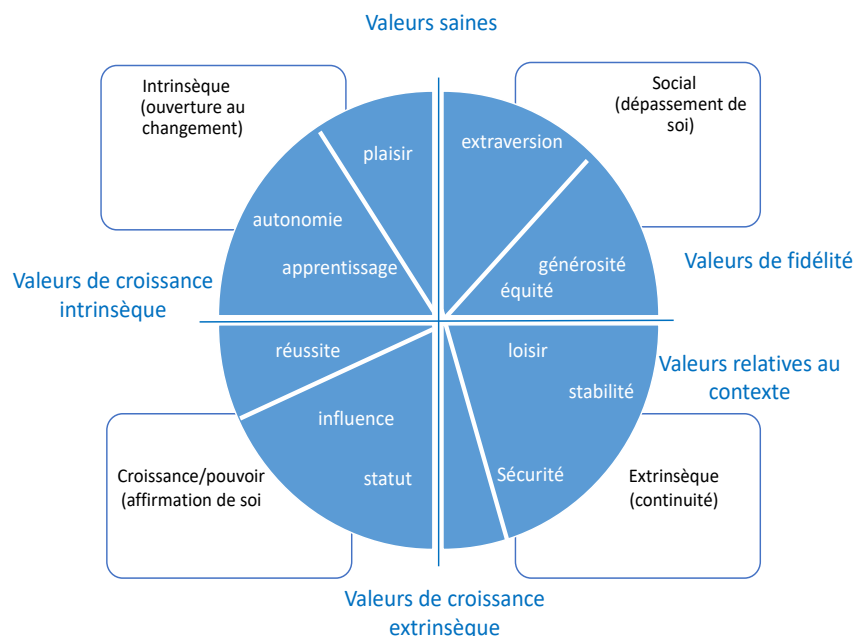 Valeurs saines
Intrinsèque
(ouverture au
changement)
Social
(dépassement de
soi)
plaisir
extraversion
autonomie
apprentissage
générosité
équité
Valeurs de croissance
intrinsèque
Valeurs de fidélité
réussite
loisir
Valeurs relatives au
contexte
stabilité
influence
statut
Sécurité
Croissance/pouvoir
(affirmation de soi
Extrinsèque
(continuité)
Valeurs de croissance
extrinsèque